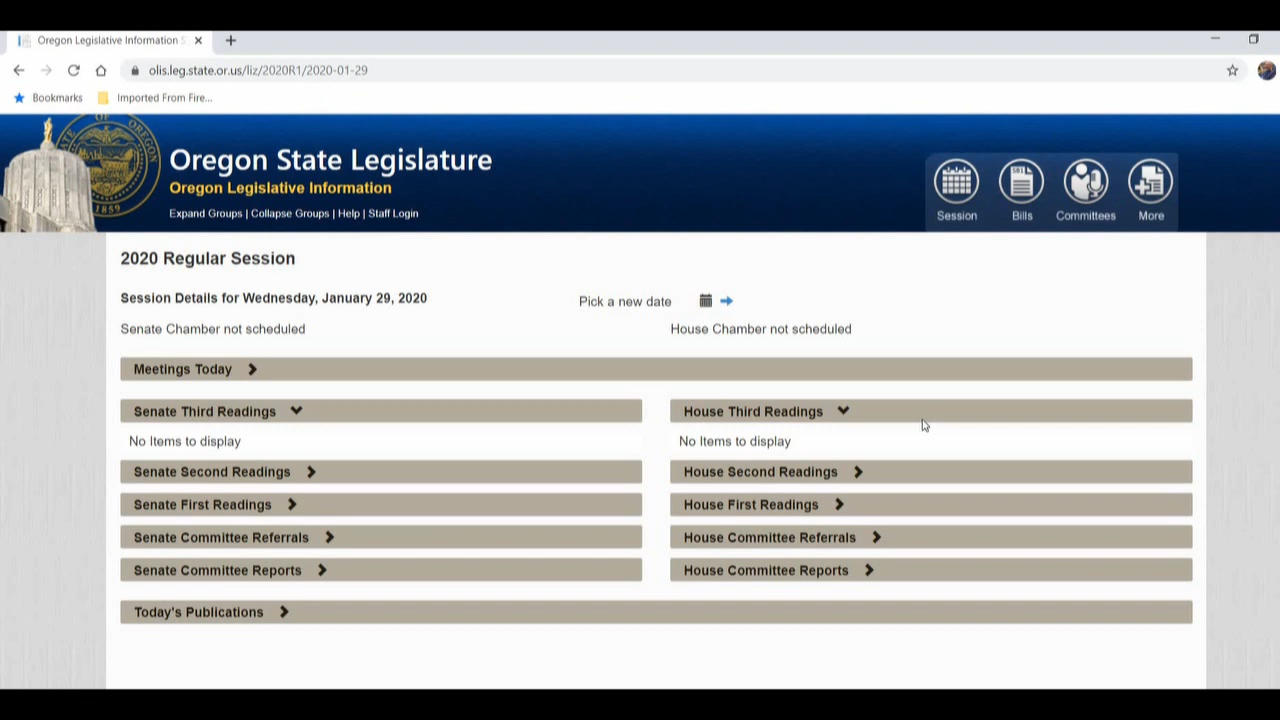 Oregon Legislative Information S
olis.leg.state.or.us/liz/2020R1/2020-01-29
Bookmarks Imported From Fire...
OF OREGON
1859
Oregon State Legislature
Oregon Legislative Information
Expand Groups | Collapse Groups | Help | Staff Login
Session Bills Committees More
2020 Regular Session
Session Details for Wednesday, January 29, 2020
Pick a new date
Senate Chamber not scheduled
House Chamber not scheduled
Meetings Today
Senate Third Readings
House Third Readings
No Items to display
No Items to display
Senate Second Readings
House Second Readings
Senate First Readings
House First Readings
Senate Committee Referrals
House Committee Referrals
Senate Committee Reports
House Committee Reports
Today's Publications